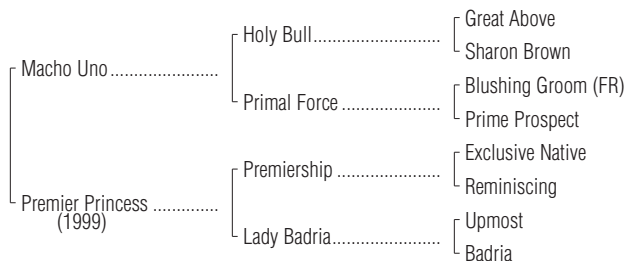 Great Above
Holy Bull
Sharon Brown
Macho Uno
Blushing Groom (FR)
Primal Force
Prime Prospect
Exclusive Native
Premiership
Reminiscing
Premier Princess
(1999)
Upmost
Lady Badria
Badria